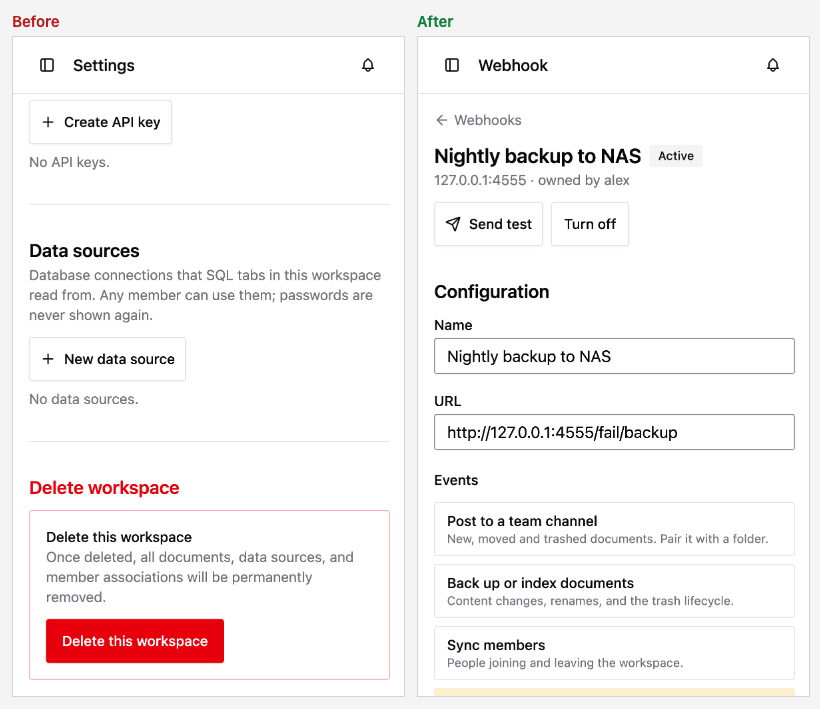 Before
Settings
Create API key
No API keys.
Data sources
Database connections that SQL tabs in this workspace
read from. Any member can use them; passwords are
never shown again.
New data source
No data sources.
Delete workspace
Delete this workspace
Once deleted, all documents, data sources, and
member associations will be permanently
removed.
Delete this workspace
After
Webhook
Webhooks
Nightly backup to NAS Active
127.0.0.1:4555 · owned by alex
Send test Turn off
Configuration
Name
Nightly backup to NAS
URL
http://127.0.0.1:4555/fail/backup
Events
Post to a team channel
New, moved and trashed documents. Pair it with a folder.
Back up or index documents
Content changes, renames, and the trash lifecycle.
Sync members
People joining and leaving the workspace.